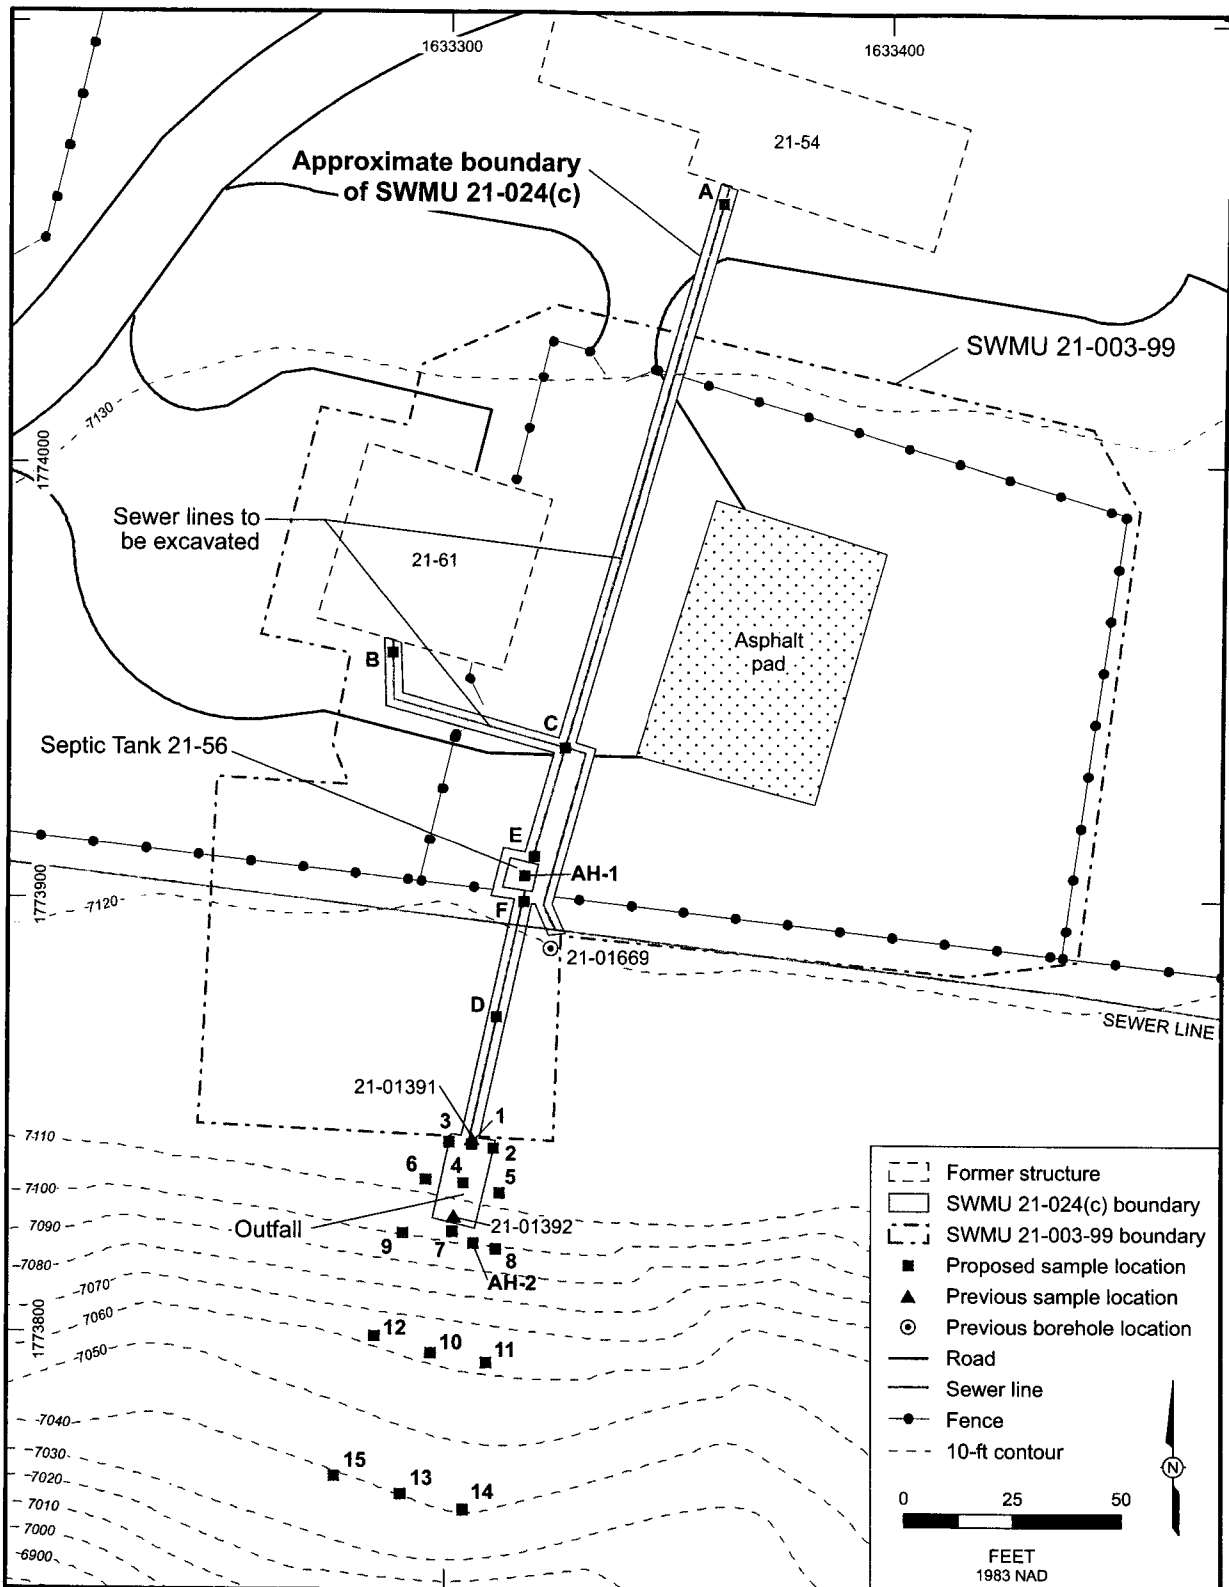 1633300
1633400
21-54
Approximate boundary
of SWMU 21-024(c)
A
SWMU 21-003-99
7130
1774000
Sewer lines to
be excavated
21-61
Asphalt
pad
B
C
Septic Tank 21-56
E
AH-1
1773900
7120
F
21-01669
D
SEWER LINE
21-01391
1
3
2
7110
6
4
5
7100
7090
Outfall
21-01392
9
7
8
7080
AH-2
7070
7060
1773800
12
10
11
7050
7040
15
13
14
7030
7020
7010
7000
6900
Former structure
SWMU 21-024(c) boundary
SWMU 21-003-99 boundary
Proposed sample location
Previous sample location
Previous borehole location
Road
Sewer line
Fence
10-ft contour
N
0 25 50
FEET
1983 NAD